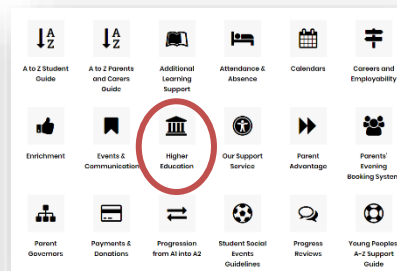 A to Z Student
Guide
A to Z Parents
and Carers
Guide
Additional
Learning
Support
Attendance &
Absence
Calendars
Careers and
Employability
Enrichment
Events &
Communication
Higher
Education
Our Support
Service
Parent
Advantage
Parents'
Evening
Booking System
Parent
Governors
Payments &
Donations
Progression
from A1 into A2
Student Social
Events
Guidelines
Progress
Reviews
Young Peoples
A-Z Support
Guide